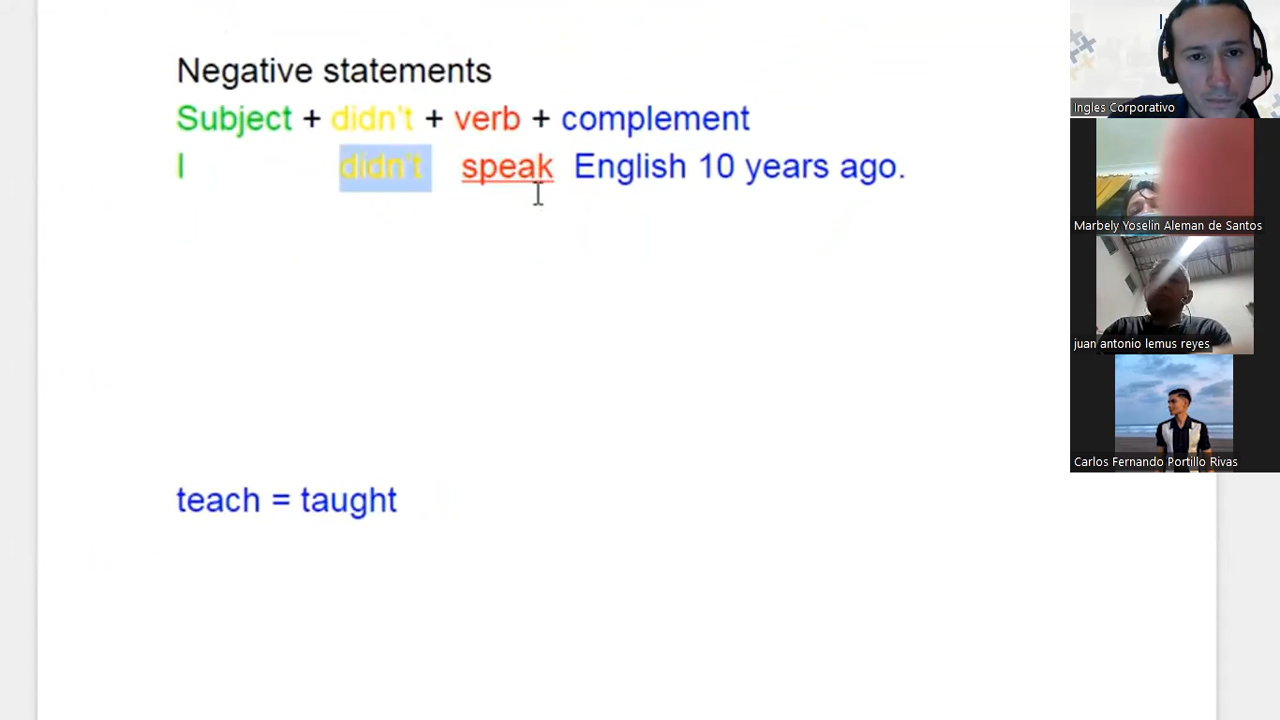 Negative statements
Subject + didn't + verb + complement
I didn't speak English 10 years ago.
teach = taught
Ingles Corporativo
Marbely Yoselin Aleman de Santos
juan antonio lemus reyes
Carlos Fernando Portillo Rivas